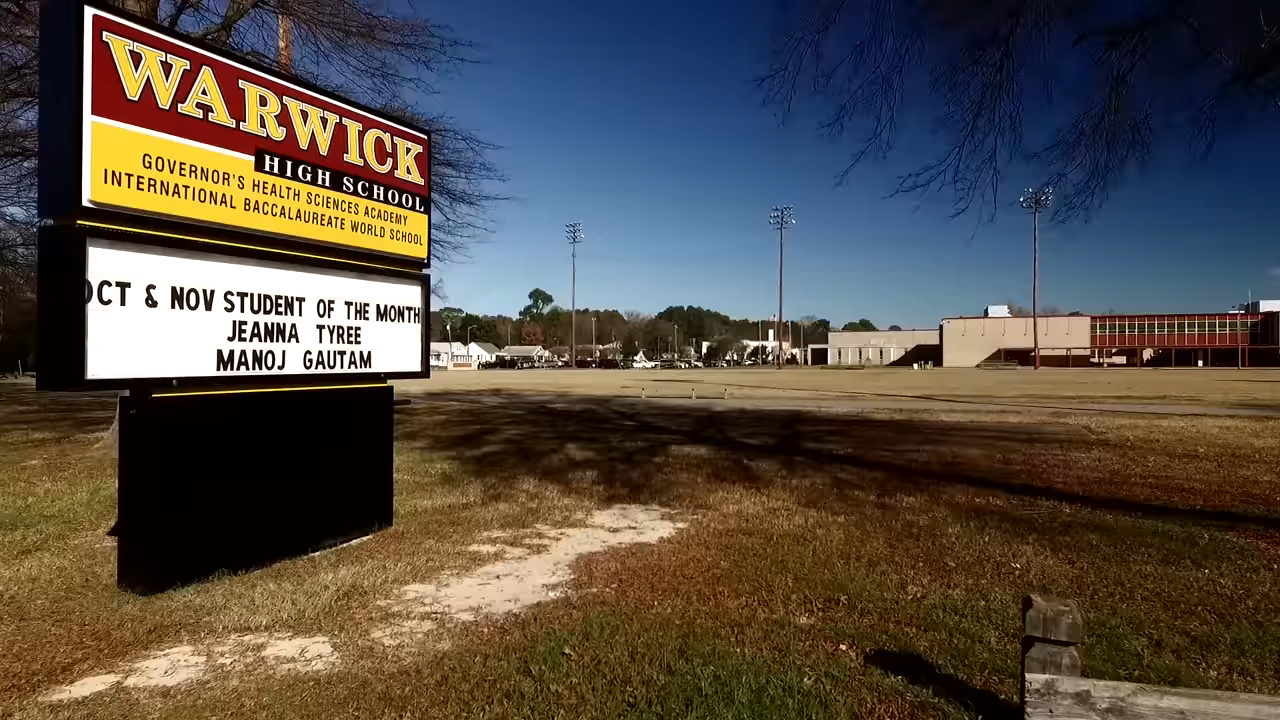 WARWICK
HIGH SCHOOL
GOVERNOR'S HEALTH SCIENCES ACADEMY
INTERNATIONAL BACCALAUREATE WORLD SCHOOL
OCT & NOV STUDENT OF THE MONTH
JEANNA TYREE
MANOJ GAUTAM